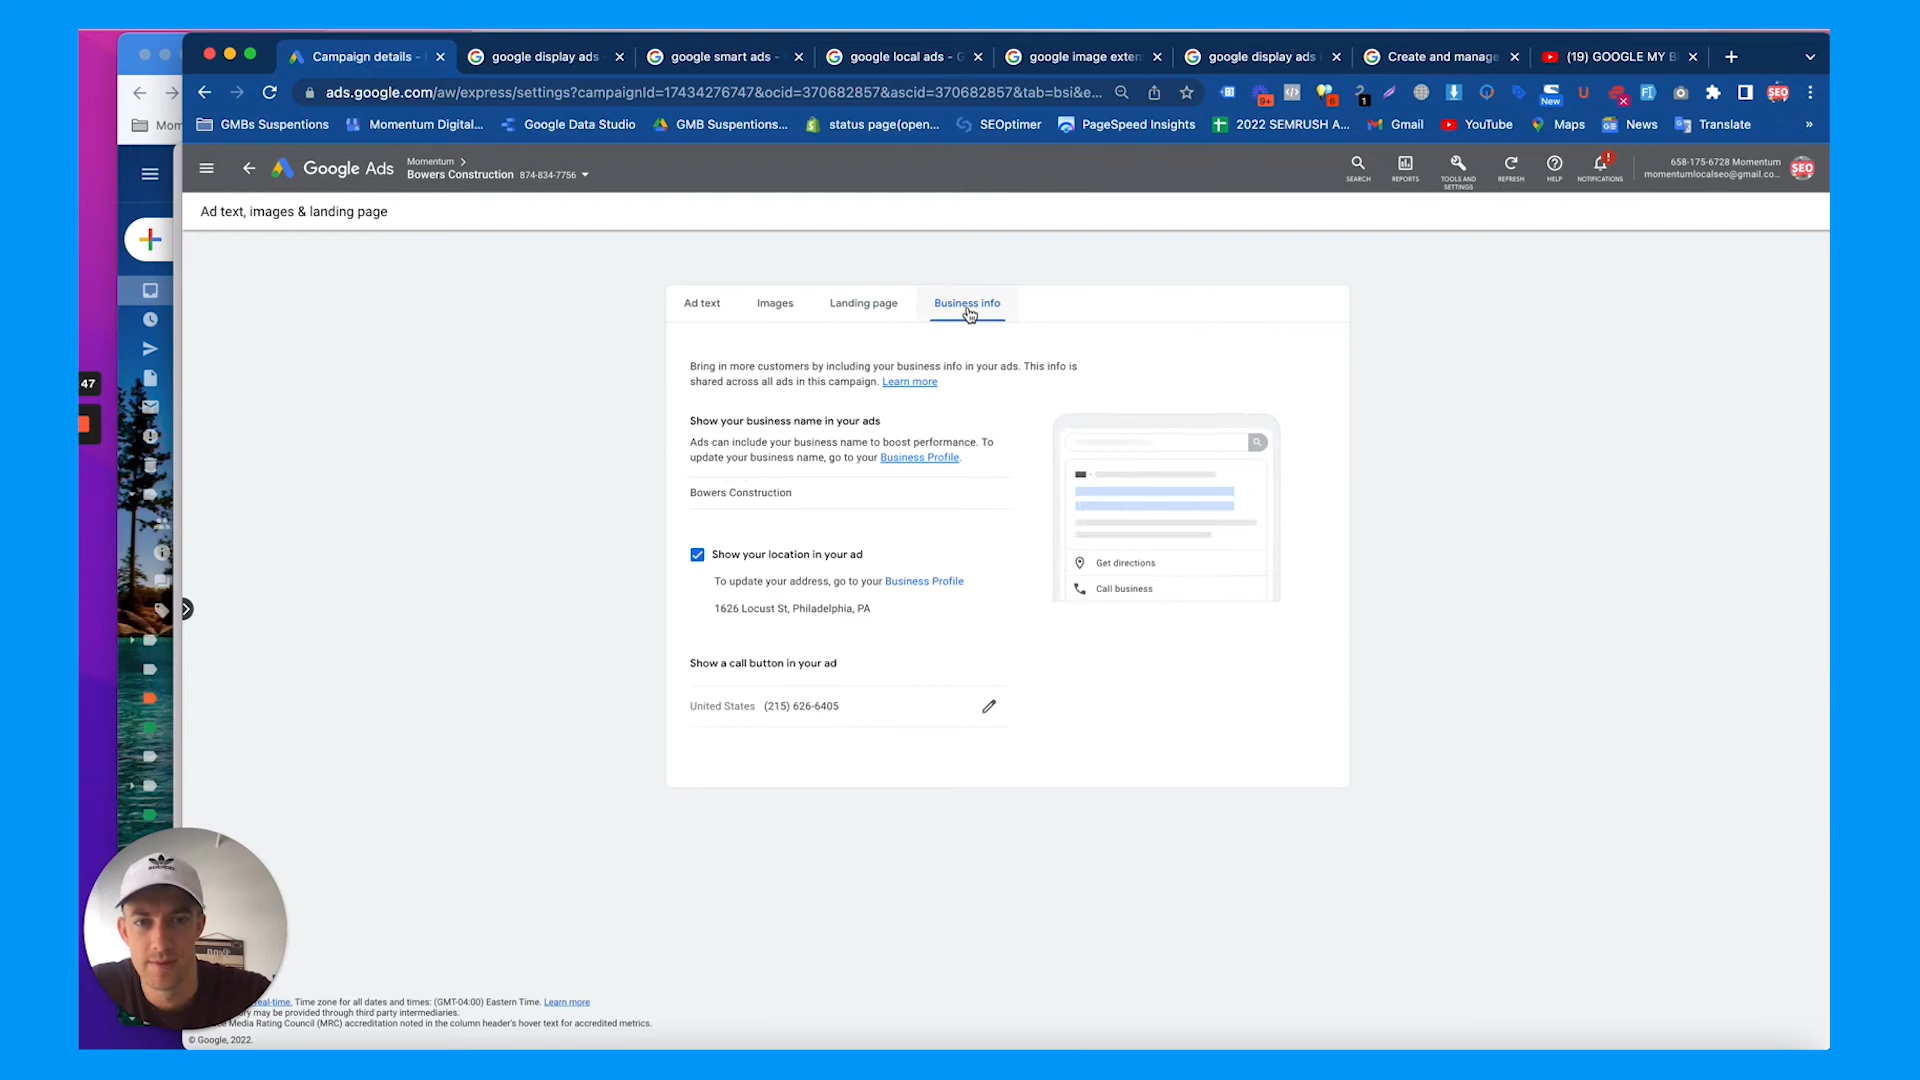 Campaign details -
google display ads
google smart ads -
google local ads - G
google image exten
google display ads
Create and manage
(19) GOOGLE MY B
ads.google.com/aw/express/settings?campaignId=17434276747&ocid=370682857&ascid=370682857&tab=bsi&e...
9+
6
1
New
SEO
Mom
GMBs Suspentions
Momentum Digital...
Google Data Studio
GMB Suspentions...
status page(open...
SEOptimer
PageSpeed Insights
2022 SEMRUSH A...
Gmail
YouTube
Maps
News
Translate
»
Google Ads
Momentum
Bowers Construction 874-834-7756
SEARCH
REPORTS
TOOLS AND SETTINGS
REFRESH
HELP
NOTIFICATIONS
658-175-6728 Momentum
momentumlocalseo@gmail.co...
SEO
Ad text, images & landing page
Ad text
Images
Landing page
Business info
Bring in more customers by including your business info in your ads. This info is
shared across all ads in this campaign. Learn more
Show your business name in your ads
Ads can include your business name to boost performance. To
update your business name, go to your Business Profile.
Bowers Construction
Show your location in your ad
To update your address, go to your Business Profile
1626 Locust St, Philadelphia, PA
Show a call button in your ad
United States (215) 626-6405
Get directions
Call business
47
real-time. Time zone for all dates and times: (GMT-04:00) Eastern Time. Learn more
ory may be provided through third party intermediaries.
Media Rating Council (MRC) accreditation noted in the column header's hover text for accredited metrics.
© Google, 2022.